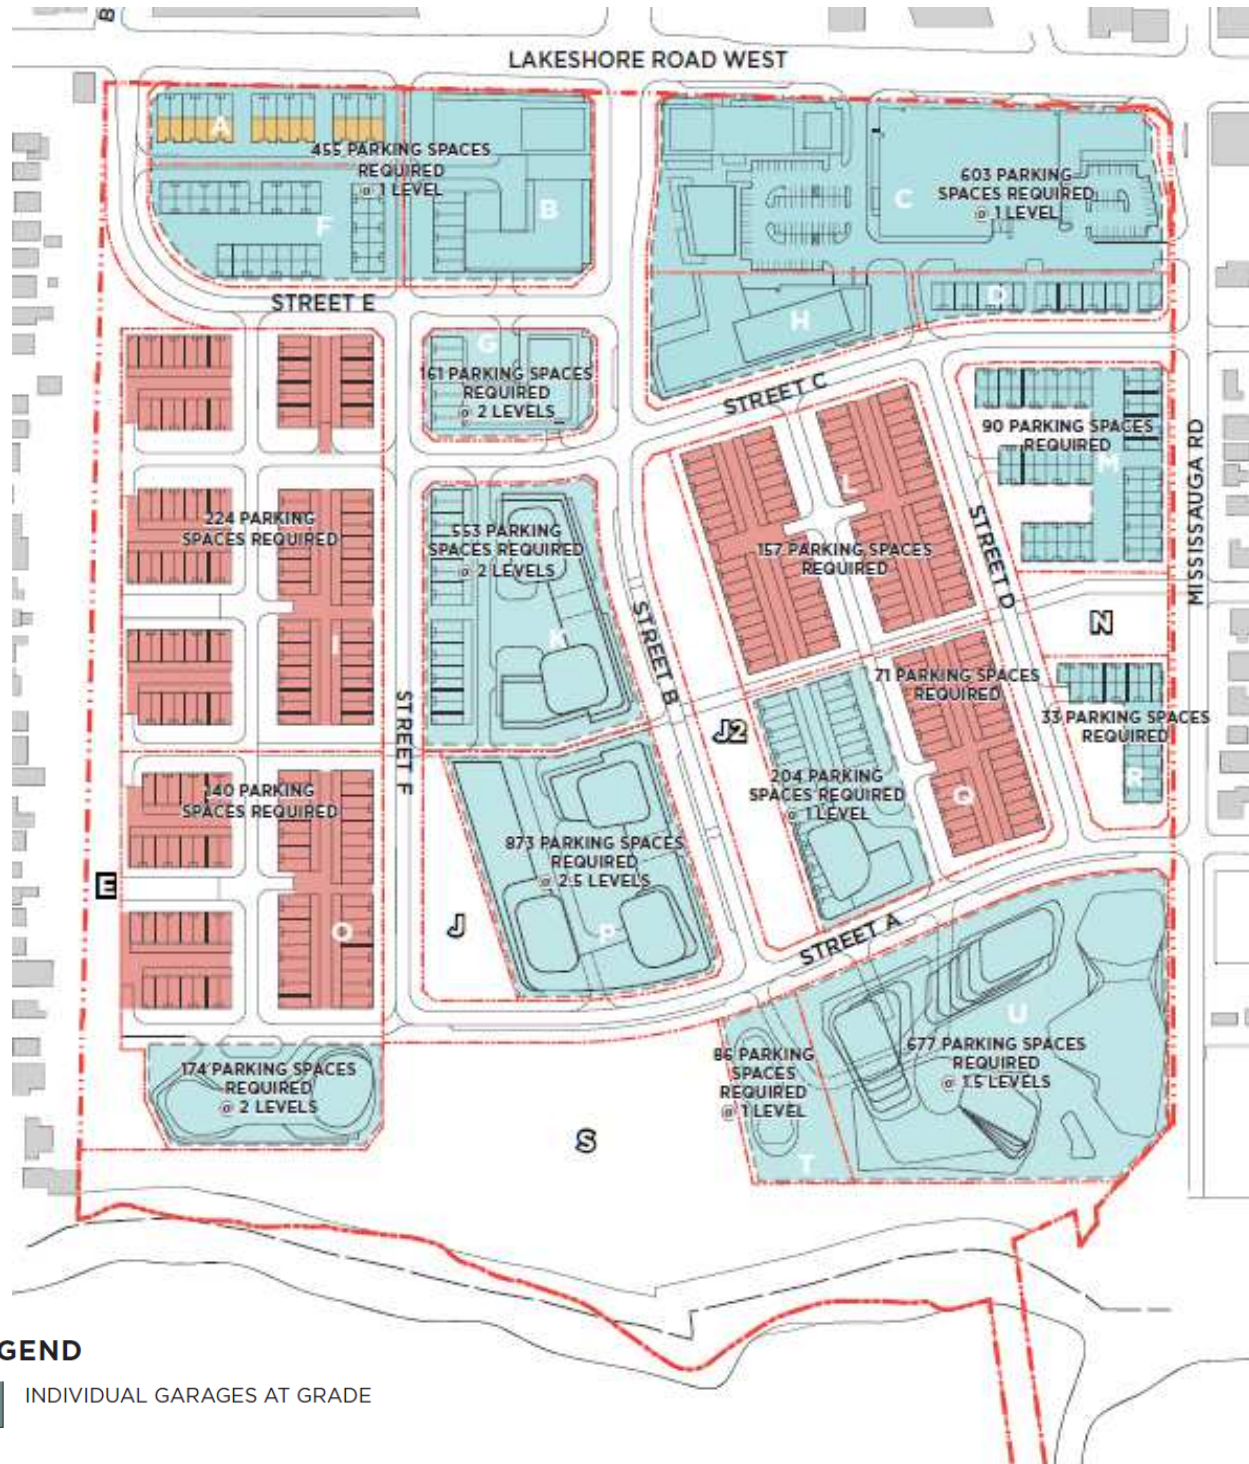 B
LAKESHORE ROAD WEST
A
455 PARKING SPACES
REQUIRED
@ 1 LEVEL
603 PARKING
SPACES REQUIRED
@ 1 LEVEL
C
B
F
STREET E
D
H
G
161 PARKING SPACES
REQUIRED
@ 2 LEVELS
STREET C
90 PARKING SPACES
REQUIRED
M
MISSISSAUGA RD
L
224 PARKING
SPACES REQUIRED
553 PARKING
SPACES REQUIRED
@ 2 LEVELS
157 PARKING SPACES
REQUIRED
STREET D
N
I
K
STREET B
71 PARKING SPACES
REQUIRED
33 PARKING SPACES
REQUIRED
STREET F
J2
R
140 PARKING
SPACES REQUIRED
204 PARKING
SPACES REQUIRED
@ 1 LEVEL
Q
873 PARKING SPACES
REQUIRED
@ 2.5 LEVELS
E
O
J
P
STREET A
U
174 PARKING SPACES
REQUIRED
@ 2 LEVELS
86 PARKING
SPACES
REQUIRED
@ 1 LEVEL
677 PARKING SPACES
REQUIRED
@ 1.5 LEVELS
S
T
GEND
INDIVIDUAL GARAGES AT GRADE